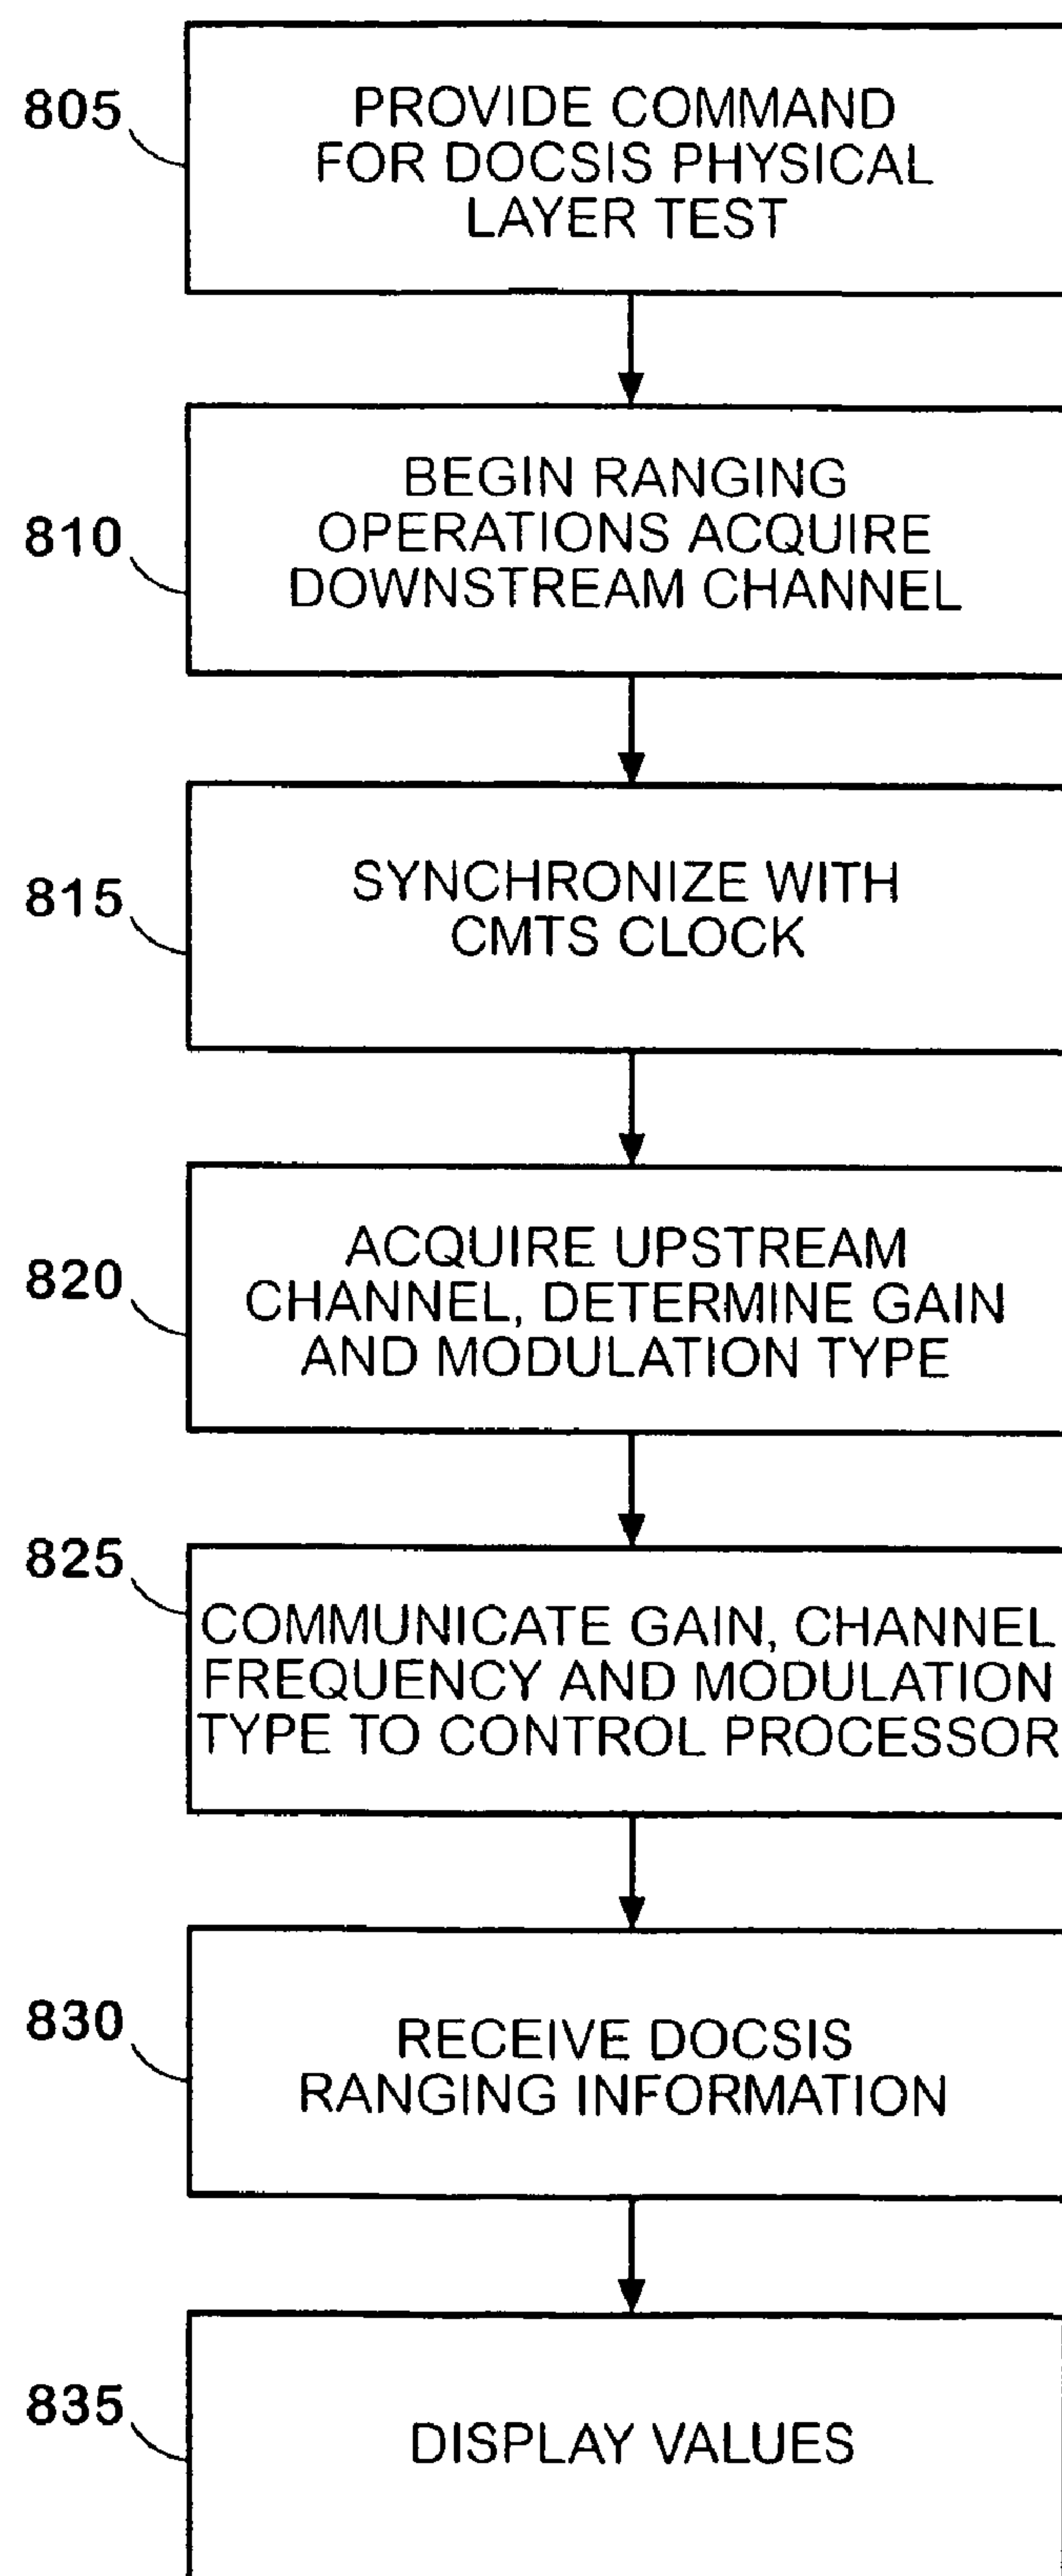 805
PROVIDE COMMAND
FOR DOCSIS PHYSICAL
LAYER TEST
810
BEGIN RANGING
OPERATIONS ACQUIRE
DOWNSTREAM CHANNEL
815
SYNCHRONIZE WITH
CMTS CLOCK
820
ACQUIRE UPSTREAM
CHANNEL, DETERMINE GAIN
AND MODULATION TYPE
825
COMMUNICATE GAIN, CHANNEL
FREQUENCY AND MODULATION
TYPE TO CONTROL PROCESSOR
830
RECEIVE DOCSIS
RANGING INFORMATION
835
DISPLAY VALUES